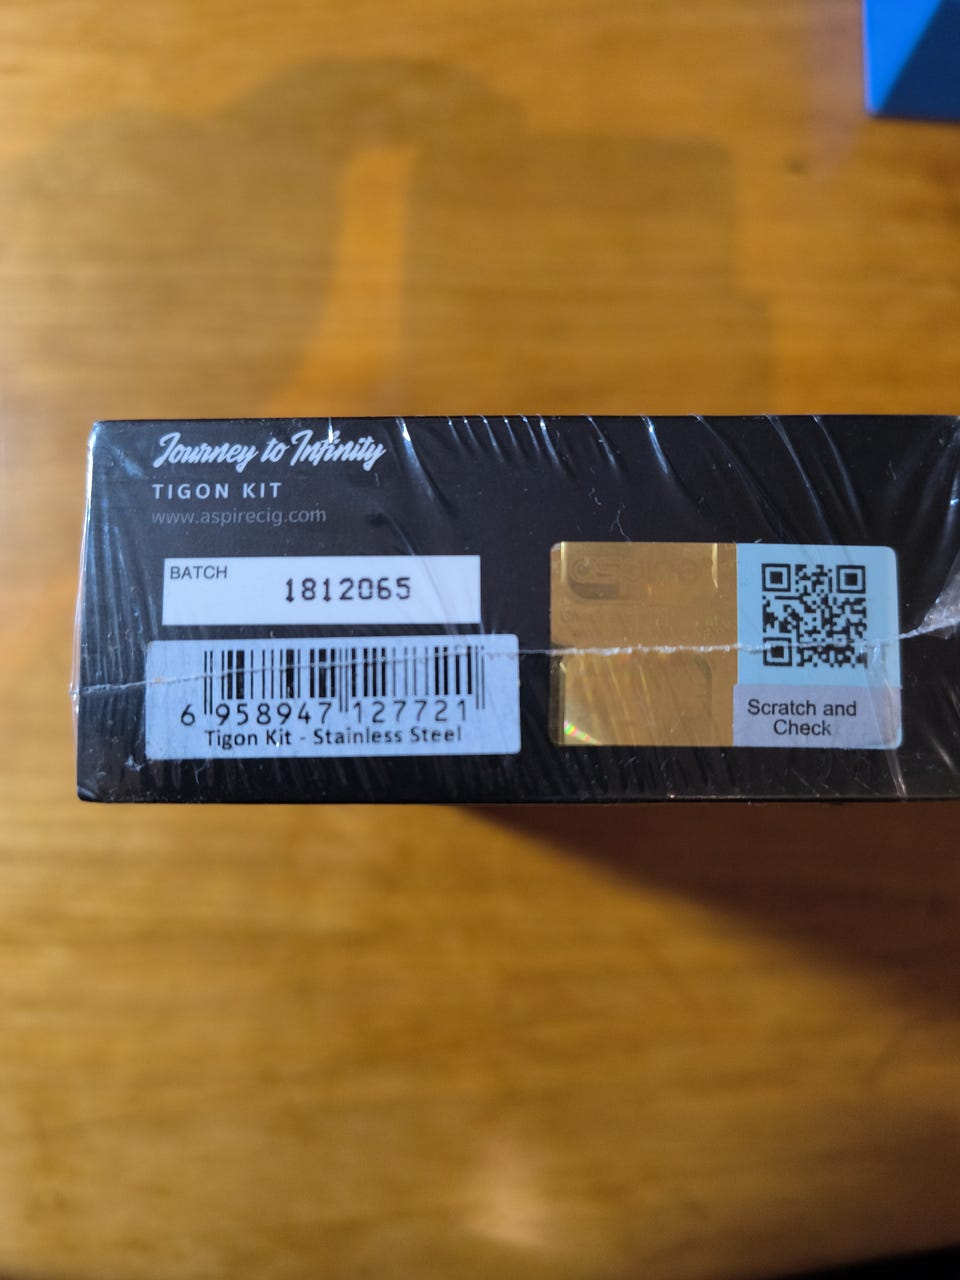 Journey to Infinity
TIGON KIT
www.aspirecig.com
BATCH
1812065
6 958947 127721
Tigon Kit - Stainless Steel
Scratch and
Check